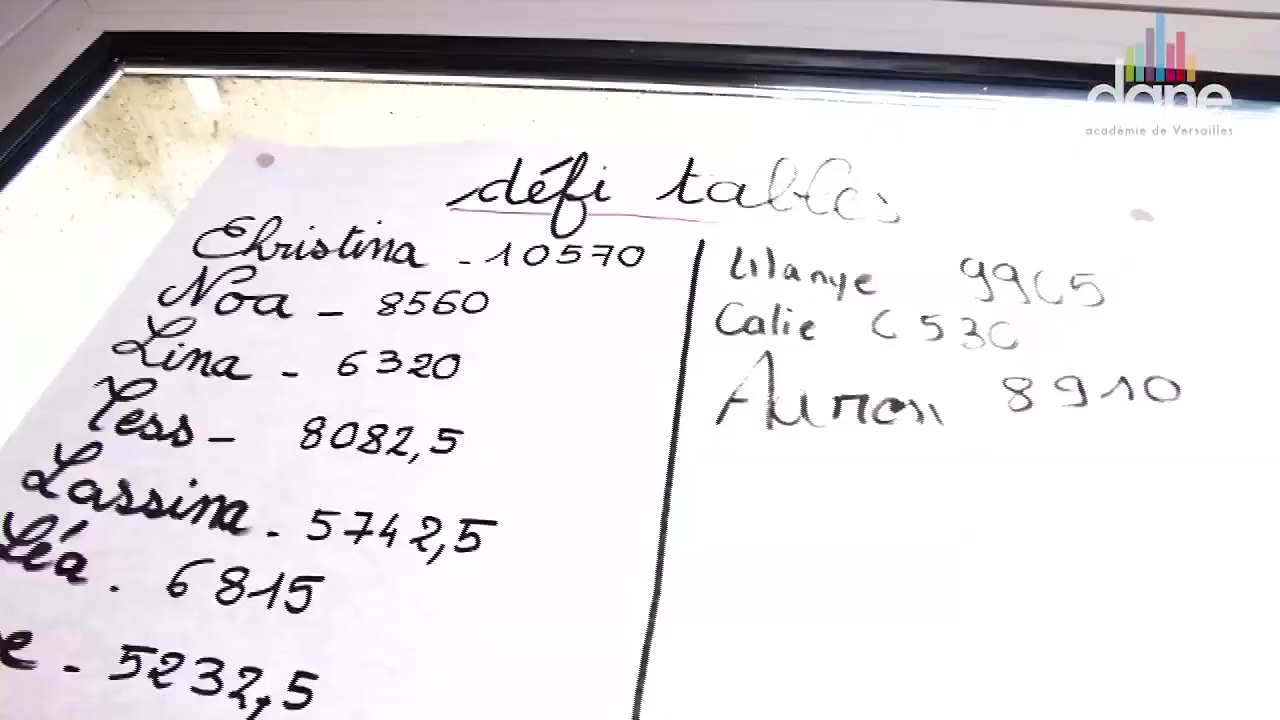 dane
académie de Versailles
défi tables
Christina - 10570
Noa - 8560
Lina - 6320
Tess - 8082,5
Lassina - 5742,5
Léa - 6815
e - 5232,5
Lilanye 9965
Calie 6530
8910